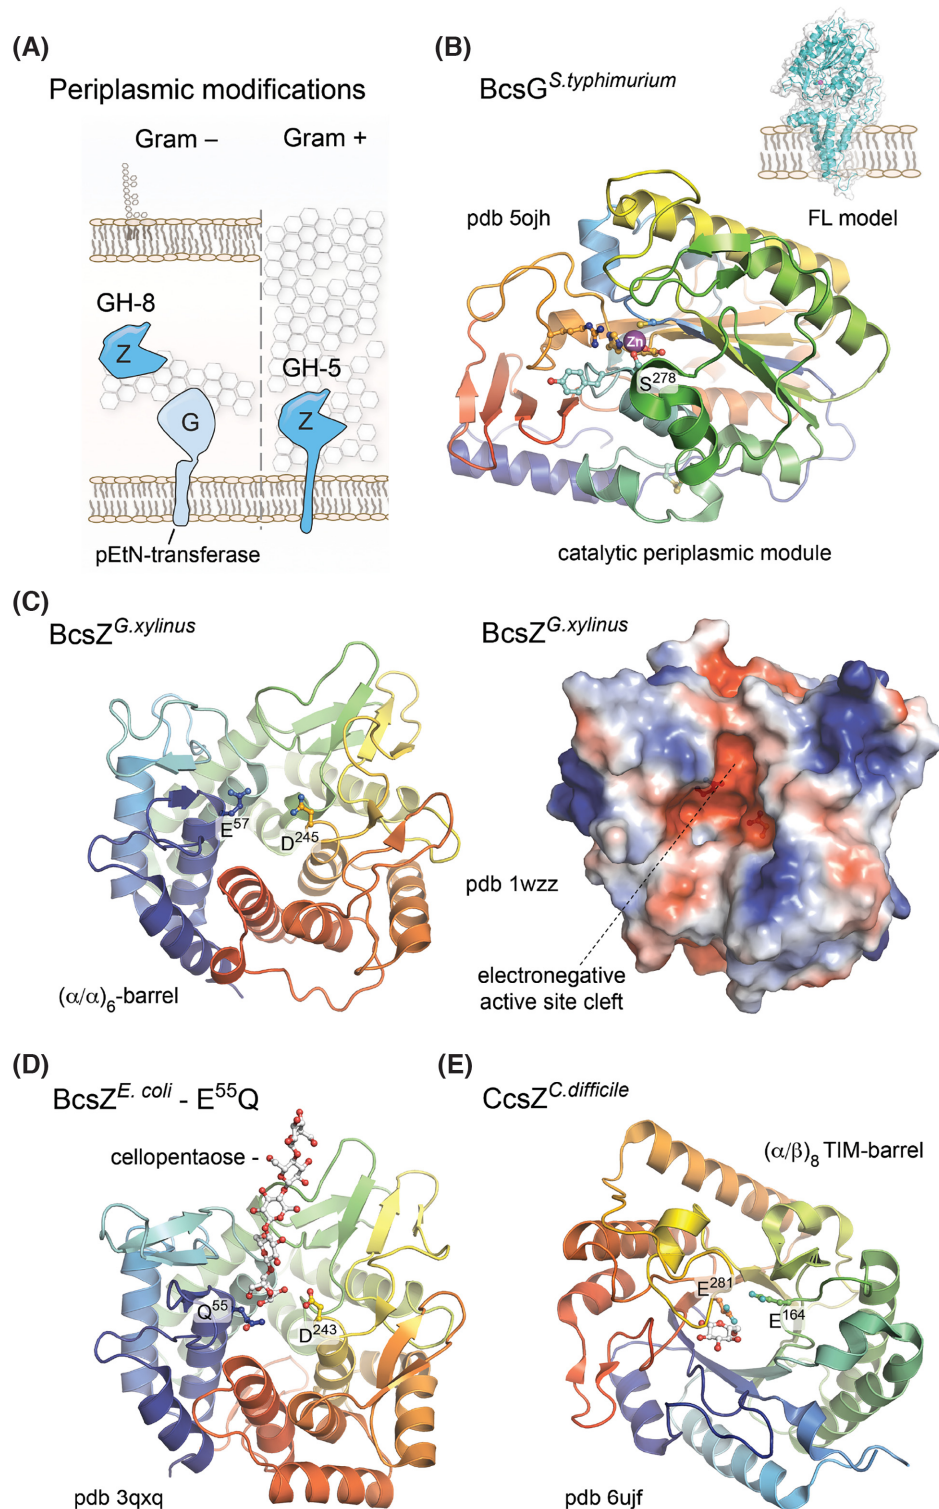 (A)
Periplasmic modifications
Gram –
Gram +
GH-8
Z
G
GH-5
Z
pEtN-transferase
(B)
BcsG S.typhimurium
pdb 5ojh
FL model
Zn
S278
catalytic periplasmic module
(C)
BcsZ G.xylinus
E57
D245
(α/α)6-barrel
BcsZ G.xylinus
pdb 1wzz
electronegative
active site cleft
(D)
BcsZ E. coli - E55Q
cellopentaose -
Q55
D243
pdb 3qxq
(E)
CcsZ C.difficile
(α/β)8 TIM-barrel
E281
E164
pdb 6ujf